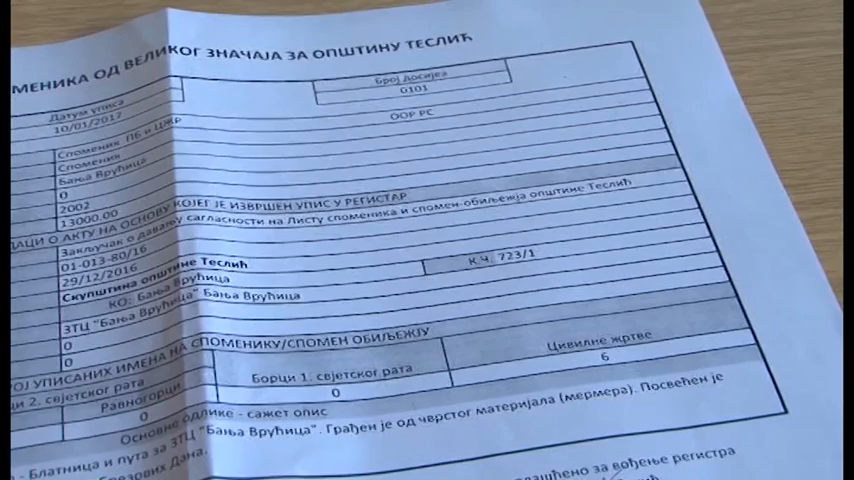 МЕНИКА ОД ВЕЛИКОГ ЗНАЧАЈА ЗА ОПШТИНУ ТЕСЛИЋ
Датум уписа
Број досијеа
10/01/2017
0101
ООР РС
Споменик ПБ и ЦЖР
Споменик
Бања Врућица
0
2002
13000.00
ДАЦИ О АКТУ НА ОСНОВУ КОЈЕГ ЈЕ ИЗВРШЕН УПИС У РЕГИСТАР
Закључак о давању сагласности на Листу споменика и спомен-обиљежја општине Теслић
01-013-80/16
29/12/2016
Скупштина општине Теслић
КО: Бања Врућица
К.Ч. 723/1
ЗТЦ "Бања Врућица" Бања Врућица
0
0
ОЈ УПИСАНИХ ИМЕНА НА СПОМЕНИКУ/СПОМЕН ОБИЉЕЖЈУ
ци 2. свјетског рата
Борци 1. свјетског рата
Цивилне жртве
Равногорци
0
6
0
Основне одлике - сажет опис
- Блатница и пута за ЗТЦ "Бања Врућица". Грађен је од чврстог материјала (мермера). Посвећен је
брезових Дана.
за вођење регистра